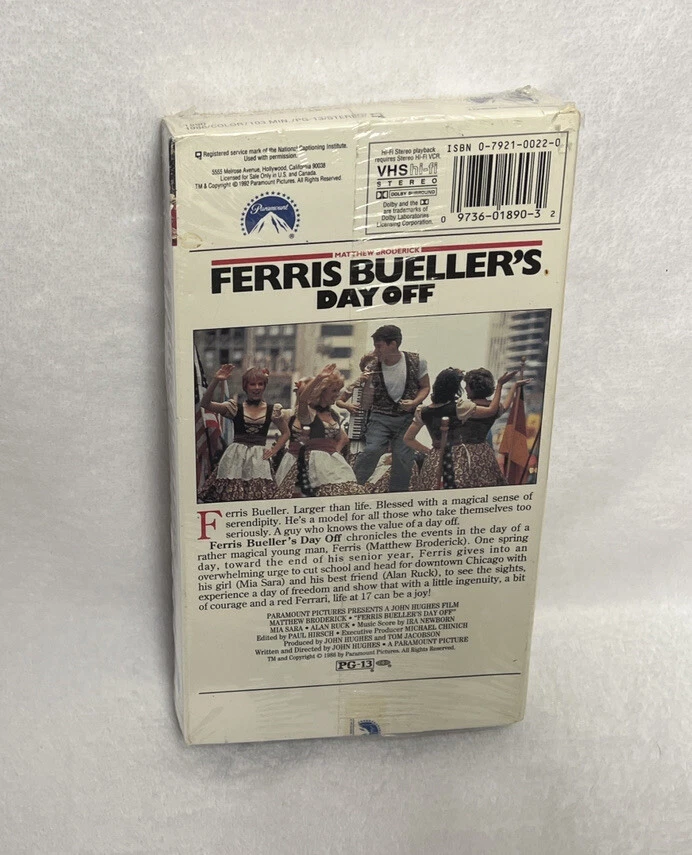 1890
1986/COLOR/103 MIN./PG-13/STEREO
Registered service mark of the National Captioning Institute.
Used with permission.
5555 Melrose Avenue, Hollywood, California 90038
Licensed for Sale Only in U.S. and Canada.
TM & Copyright © 1992 Paramount Pictures. All Rights Reserved.
Paramount
®
Hi-Fi Stereo playback
requires Stereo Hi-Fi VCR.
VHS hi-fi
STEREO
DOLBY SURROUND
Dolby and the
are trademarks of
Dolby Laboratories
Licensing Corporation.
ISBN 0-7921-0022-0
0 9736-01890-3 2
MATTHEW BRODERICK
FERRIS BUELLER'S
DAY OFF
Ferris Bueller. Larger than life. Blessed with a magical sense of
serendipity. He's a model for all those who take themselves too
seriously. A guy who knows the value of a day off.
Ferris Bueller's Day Off chronicles the events in the day of a
rather magical young man, Ferris (Matthew Broderick). One spring
day, toward the end of his senior year, Ferris gives into an
overwhelming urge to cut school and head for downtown Chicago with
his girl (Mia Sara) and his best friend (Alan Ruck), to see the sights,
experience a day of freedom and show that with a little ingenuity, a bit
of courage and a red Ferrari, life at 17 can be a joy!
PARAMOUNT PICTURES PRESENTS A JOHN HUGHES FILM
MATTHEW BRODERICK • "FERRIS BUELLER'S DAY OFF"
MIA SARA • ALAN RUCK • Music Score by IRA NEWBORN
Edited by PAUL HIRSCH • Executive Producer MICHAEL CHINICH
Produced by JOHN HUGHES and TOM JACOBSON
Written and Directed by JOHN HUGHES • A PARAMOUNT PICTURE
TM and Copyright © 1986 by Paramount Pictures. All Rights Reserved.
PG-13